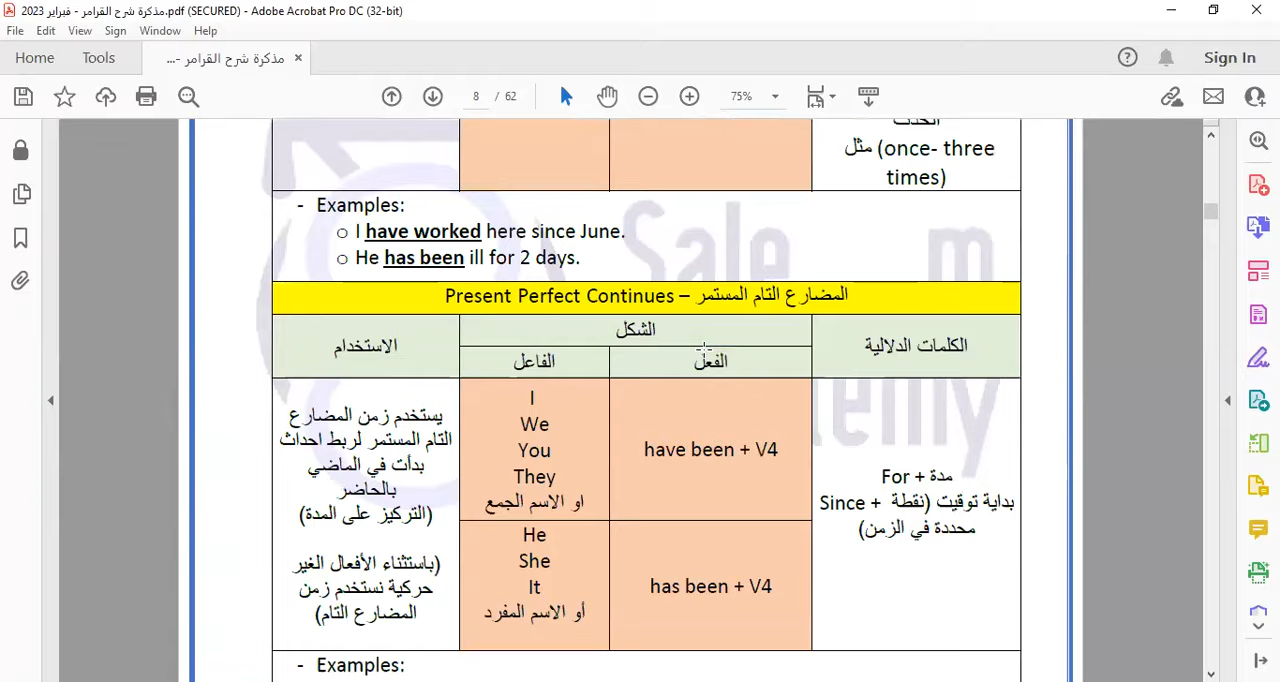 مذكرة شرح القرامر - فبراير 2023.pdf (SECURED) - Adobe Acrobat Pro DC (32-bit)
File Edit View Sign Window Help
Home Tools مذكرة شرح القرامر -... × Sign In
8 / 62 75%
الحدث
مثل (once- three
times)
- Examples:
o I have worked here since June.
o He has been ill for 2 days.
Present Perfect Continues – المضارع التام المستمر
الاستخدام
الشكل
الكلمات الدلالية
الفاعل
الفعل
يستخدم زمن المضارع
التام المستمر لربط احداث
بدأت في الماضي
بالحاضر
(التركيز على المدة)
(باستثناء الأفعال الغير
حركية نستخدم زمن
المضارع التام)
I
We
You
They
او الاسم الجمع
have been + V4
He
She
It
أو الاسم المفرد
has been + V4
For + مدة
Since + بداية توقيت (نقطة
محددة في الزمن)
- Examples:
Sale m
demy